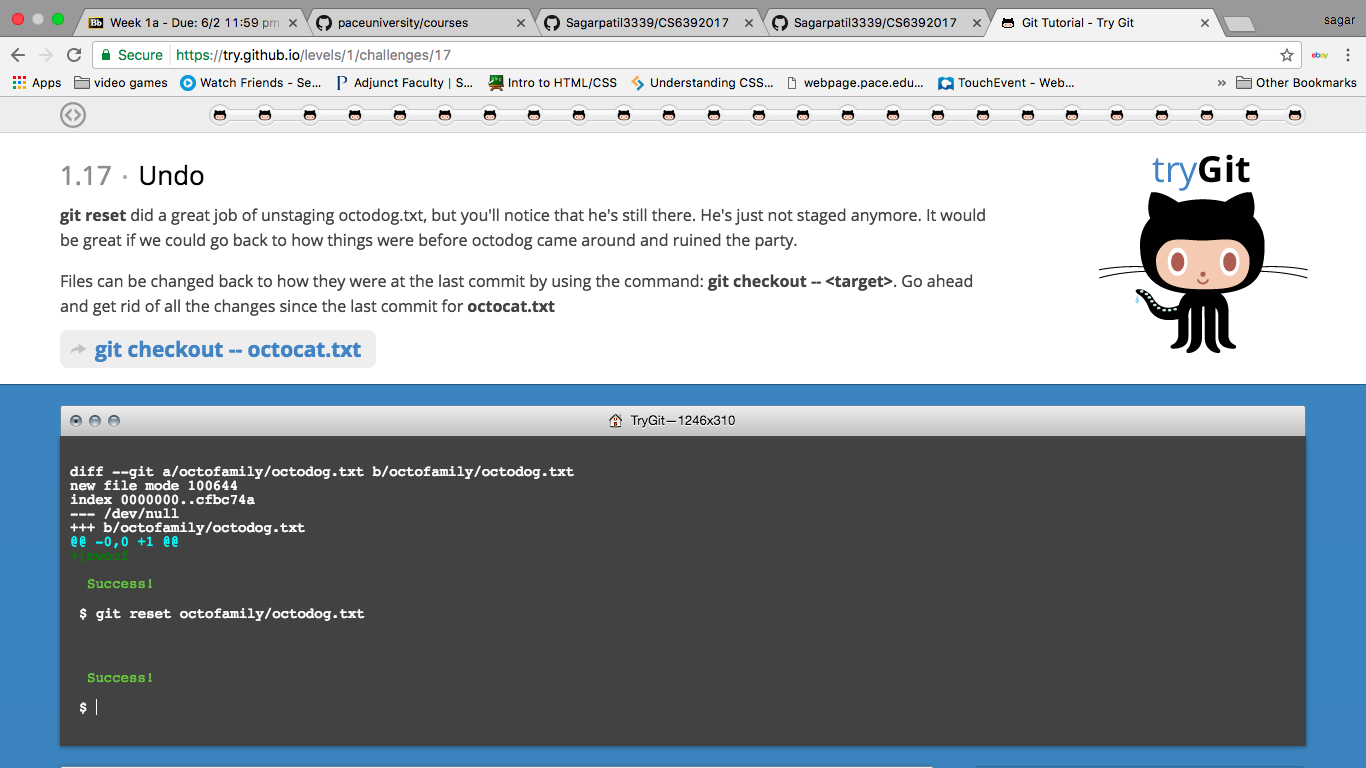 Week 1a - Due: 6/2 11:59 pm
paceuniversity/courses
Sagarpatil3339/CS6392017
Sagarpatil3339/CS6392017
Git Tutorial - Try Git
sagar
Secure https://try.github.io/levels/1/challenges/17
ebay
Apps
video games
Watch Friends - Se...
Adjunct Faculty | S...
Intro to HTML/CSS
Understanding CSS...
webpage.pace.edu...
TouchEvent - Web...
»
Other Bookmarks
1.17 · Undo
tryGit
git reset did a great job of unstaging octodog.txt, but you'll notice that he's still there. He's just not staged anymore. It would
be great if we could go back to how things were before octodog came around and ruined the party.
Files can be changed back to how they were at the last commit by using the command: git checkout -- <target>. Go ahead
and get rid of all the changes since the last commit for octocat.txt
git checkout -- octocat.txt
TryGit — 1246x310
diff --git a/octofamily/octodog.txt b/octofamily/octodog.txt
new file mode 100644
index 0000000..cfbc74a
--- /dev/null
+++ b/octofamily/octodog.txt
@@ -0,0 +1 @@
Success!
$ git reset octofamily/octodog.txt
Success!
$